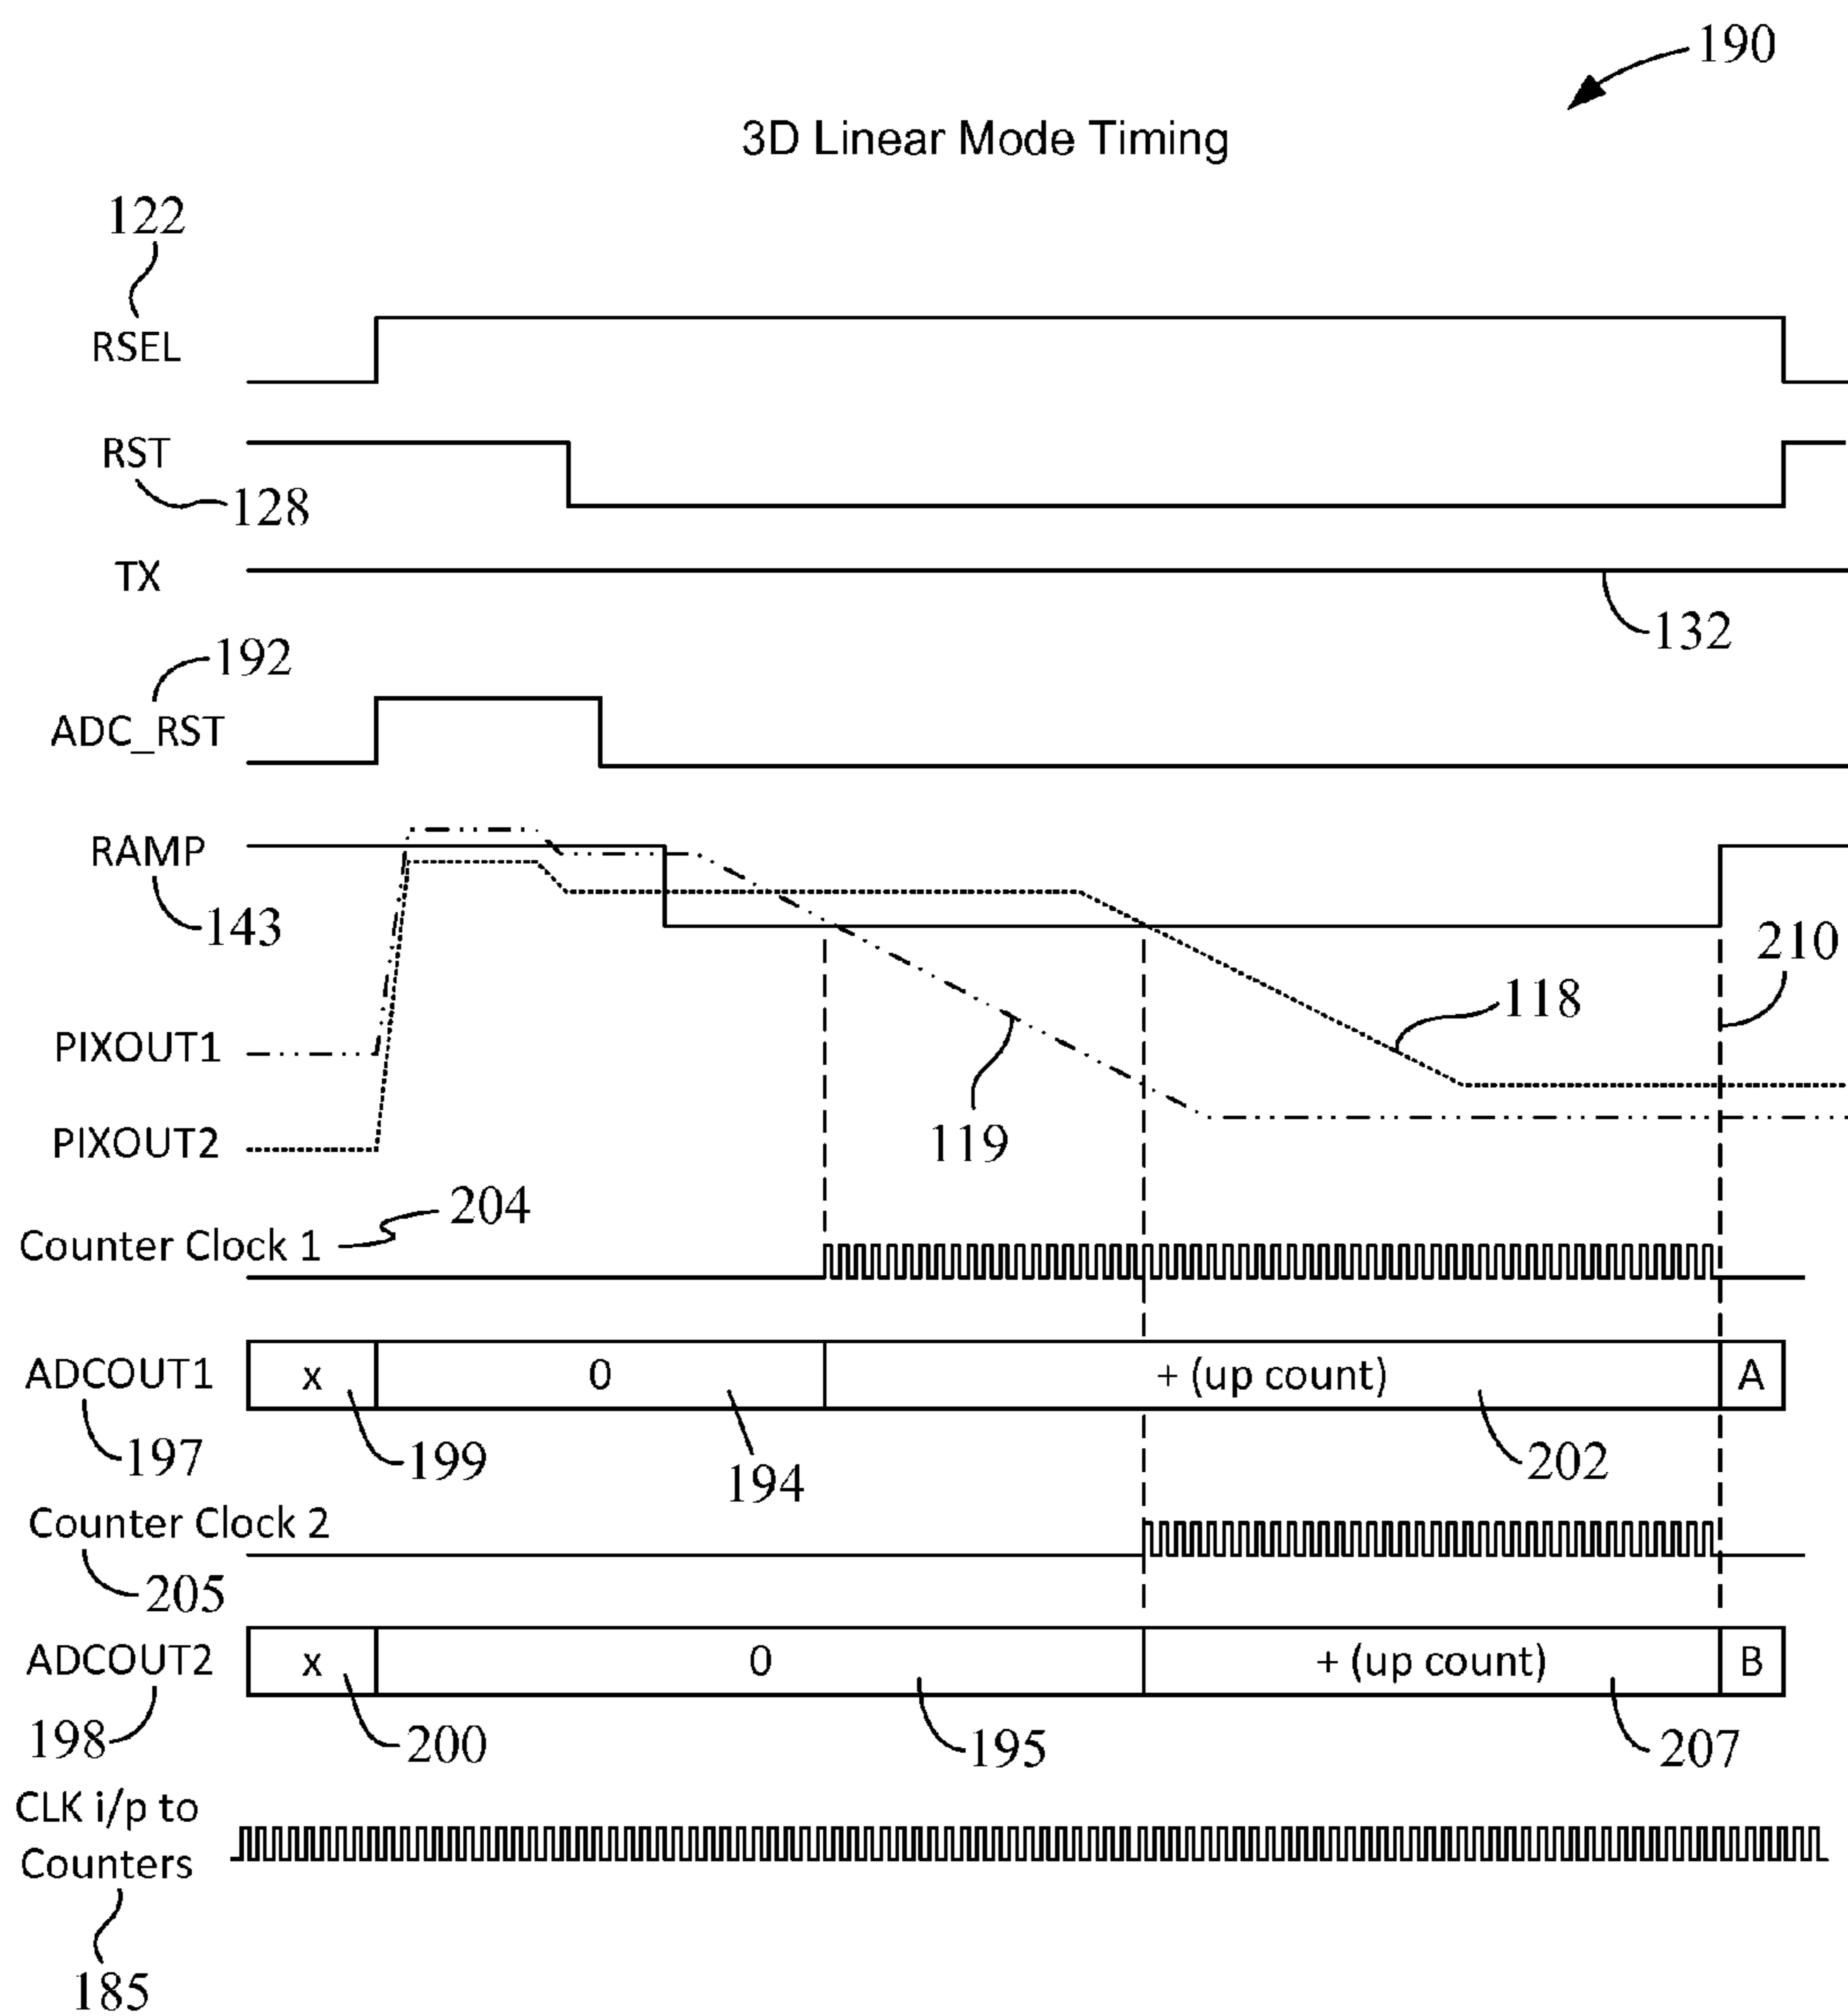 190
3D Linear Mode Timing
122
RSEL
RST
128
TX
132
192
ADC_RST
RAMP
143
210
118
PIXOUT1
119
PIXOUT2
204
Counter Clock 1
ADCOUT1
x
0
+ (up count)
A
197
199
194
202
Counter Clock 2
205
ADCOUT2
x
0
+ (up count)
B
198
200
195
207
CLK i/p to
Counters
185